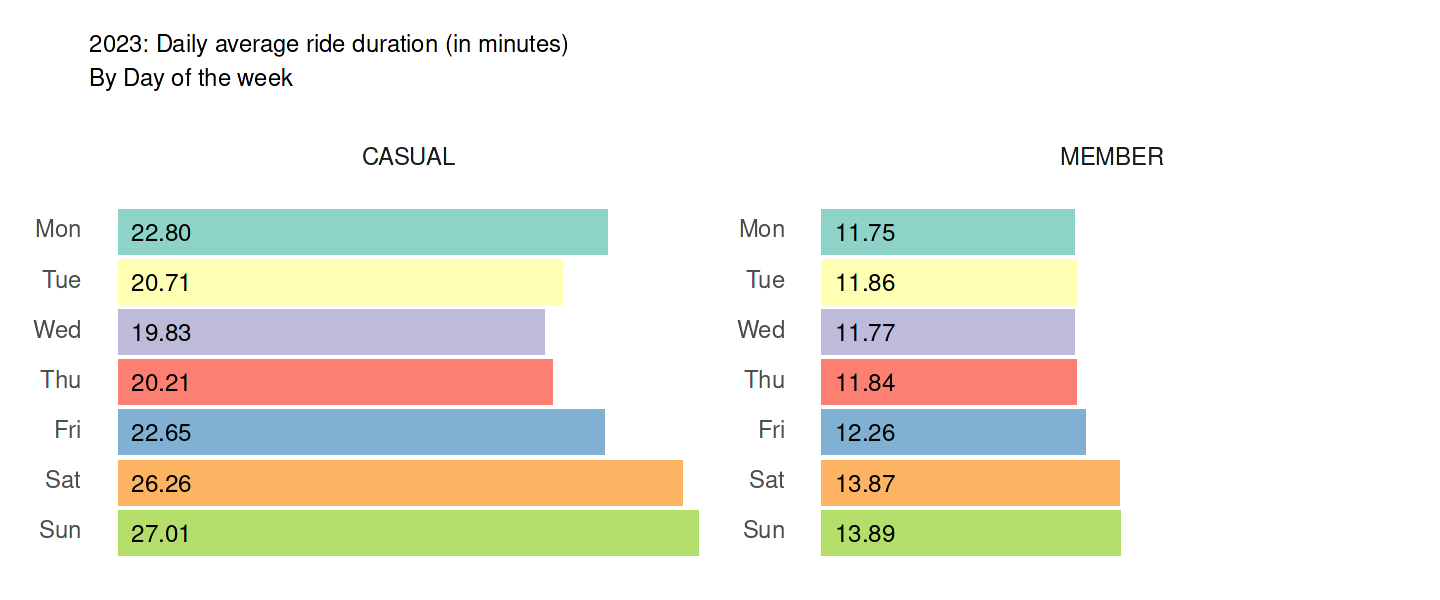 2023: Daily average ride duration (in minutes)
By Day of the week
CASUAL
Mon 22.80
Tue 20.71
Wed 19.83
Thu 20.21
Fri 22.65
Sat 26.26
Sun 27.01
MEMBER
Mon 11.75
Tue 11.86
Wed 11.77
Thu 11.84
Fri 12.26
Sat 13.87
Sun 13.89